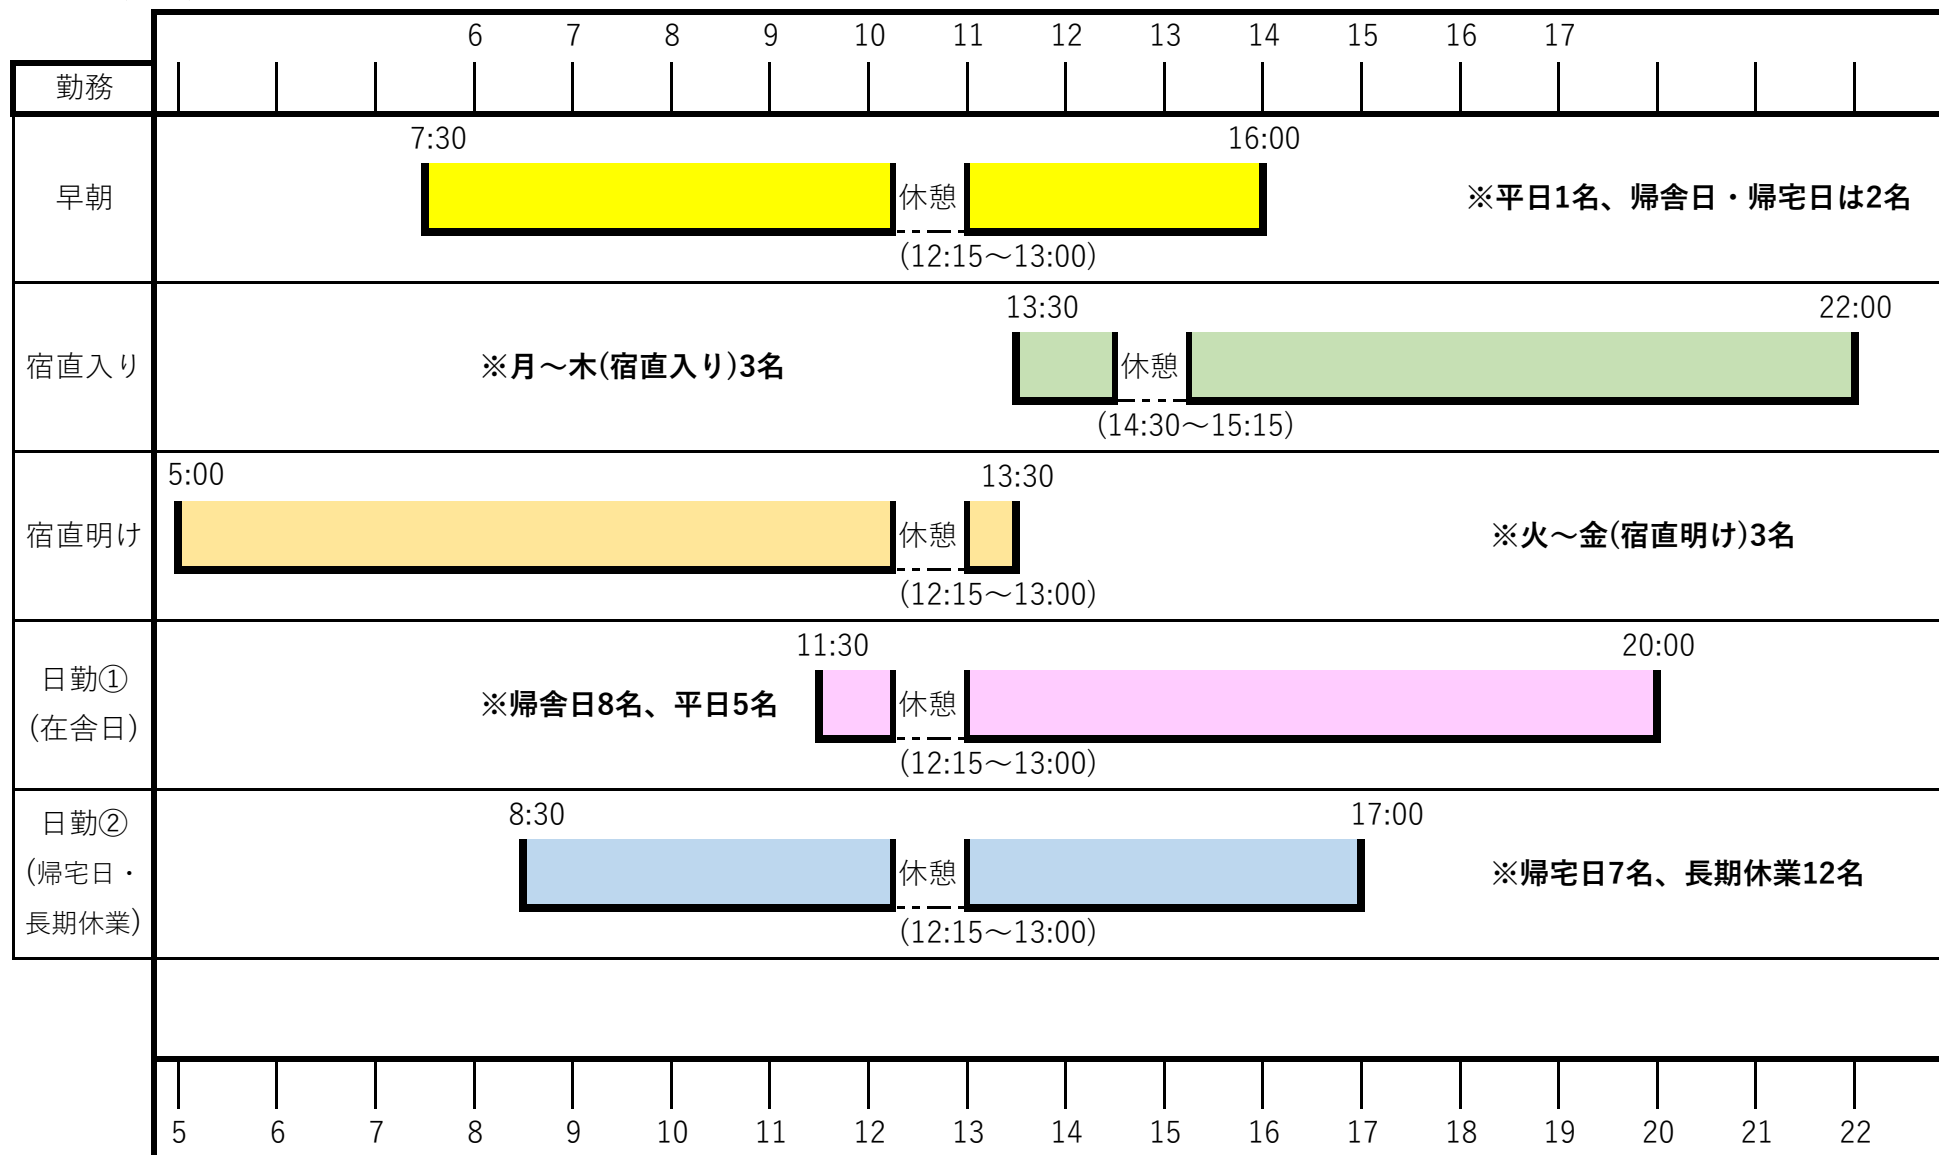 6 7 8 9 10 11 12 13 14 15 16 17
勤務
7:30 16:00
早朝 休憩 ※平日1名、帰舎日・帰宅日は2名
(12:15～13:00)
13:30 22:00
宿直入り ※月～木(宿直入り)3名 休憩
(14:30～15:15)
5:00 13:30
宿直明け 休憩 ※火～金(宿直明け)3名
(12:15～13:00)
11:30 20:00
日勤①
(在舎日)
※帰舎日8名、平日5名 休憩
(12:15～13:00)
8:30 17:00
日勤②
(帰宅日・
長期休業)
休憩 ※帰宅日7名、長期休業12名
(12:15～13:00)
5 6 7 8 9 10 11 12 13 14 15 16 17 18 19 20 21 22